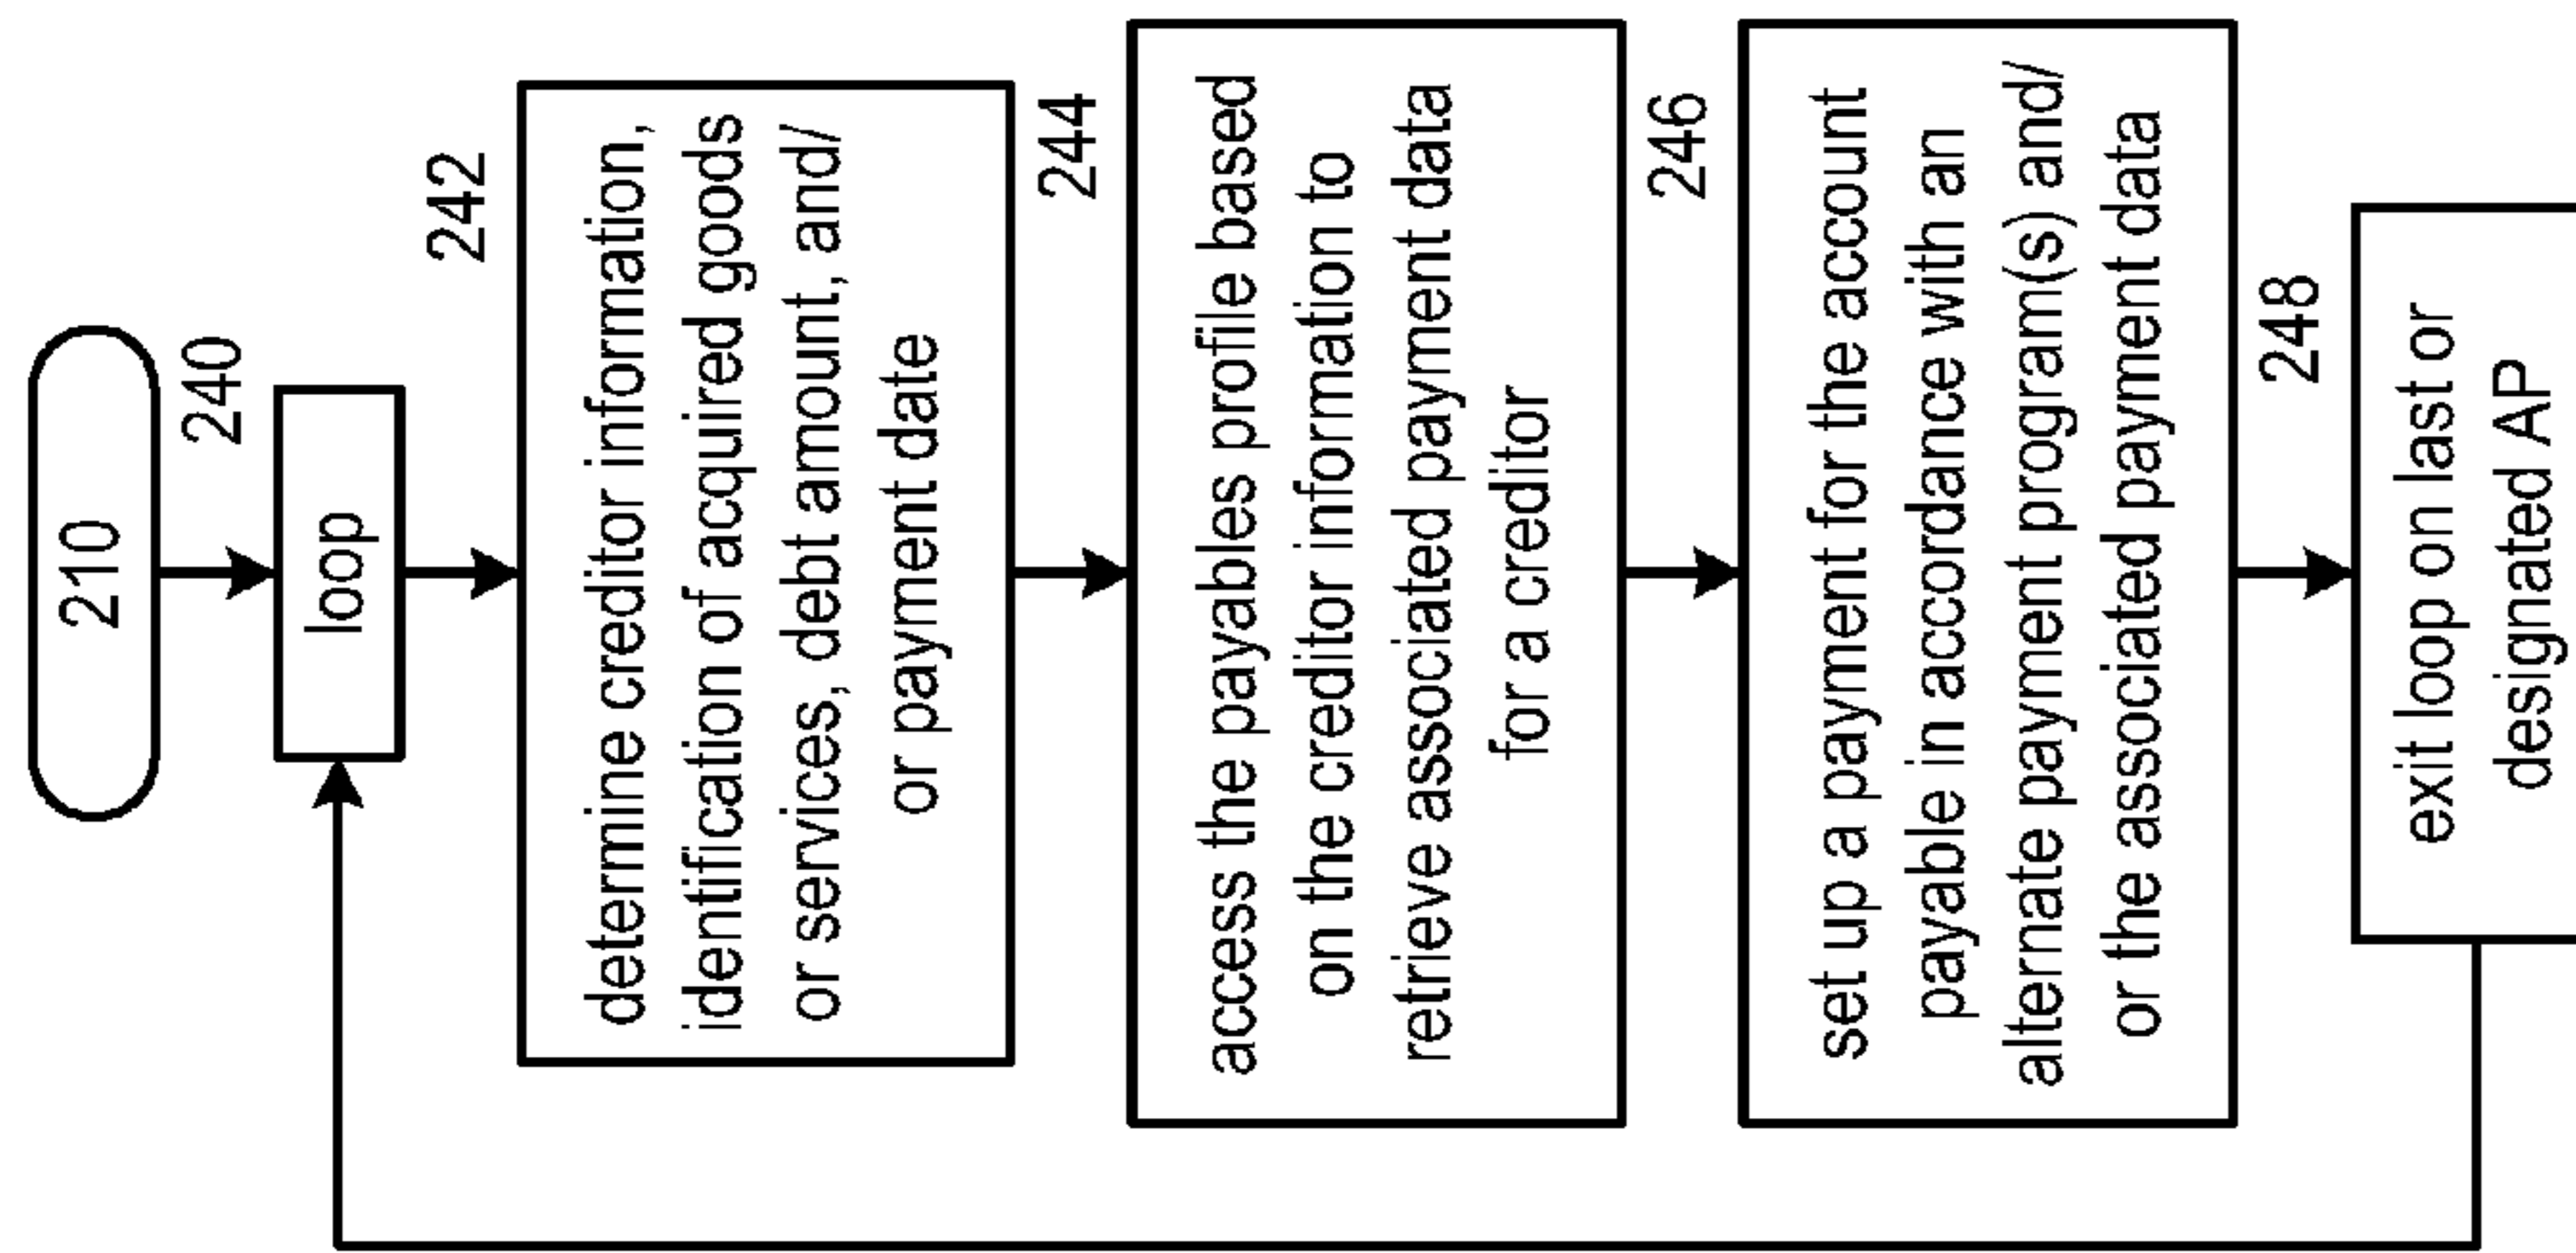 210
240
loop
242
determine creditor information,
identification of acquired goods
or services, debt amount, and/
or payment date
244
access the payables profile based
on the creditor information to
retrieve associated payment data
for a creditor
246
set up a payment for the account
payable in accordance with an
alternate payment program(s) and/
or the associated payment data
248
exit loop on last or
designated AP